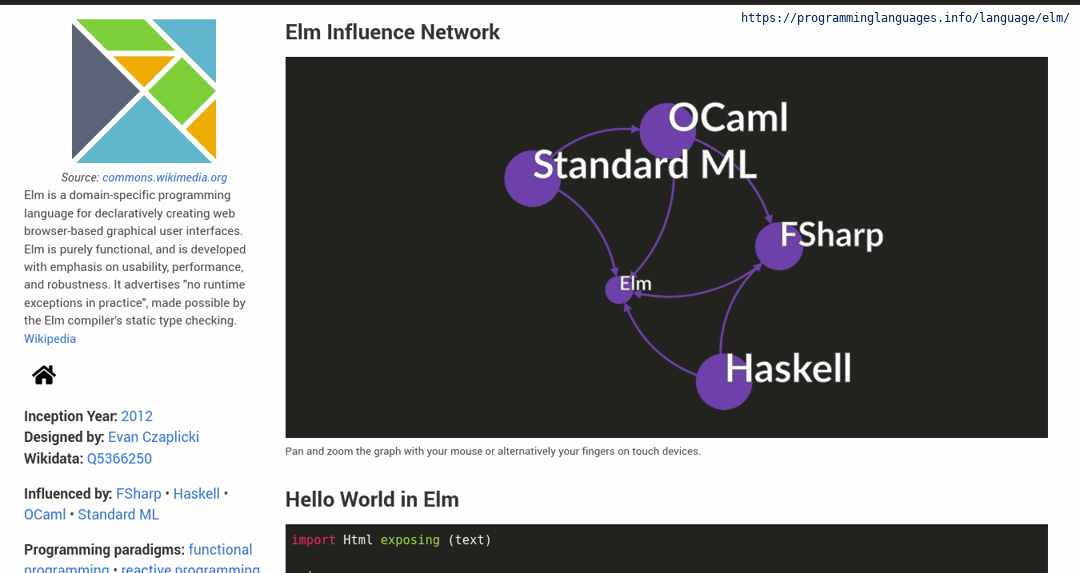 https://programminglanguages.info/language/elm/
Source: commons.wikimedia.org
Elm is a domain-specific programming
language for declaratively creating web
browser-based graphical user interfaces.
Elm is purely functional, and is developed
with emphasis on usability, performance,
and robustness. It advertises "no runtime
exceptions in practice", made possible by
the Elm compiler's static type checking.
Wikipedia
Inception Year: 2012
Designed by: Evan Czaplicki
Wikidata: Q5366250
Influenced by: FSharp • Haskell •
OCaml • Standard ML
Programming paradigms: functional
programming • reactive programming
Elm Influence Network
OCaml
Standard ML
FSharp
Elm
Haskell
Pan and zoom the graph with your mouse or alternatively your fingers on touch devices.
Hello World in Elm
import Html exposing (text)